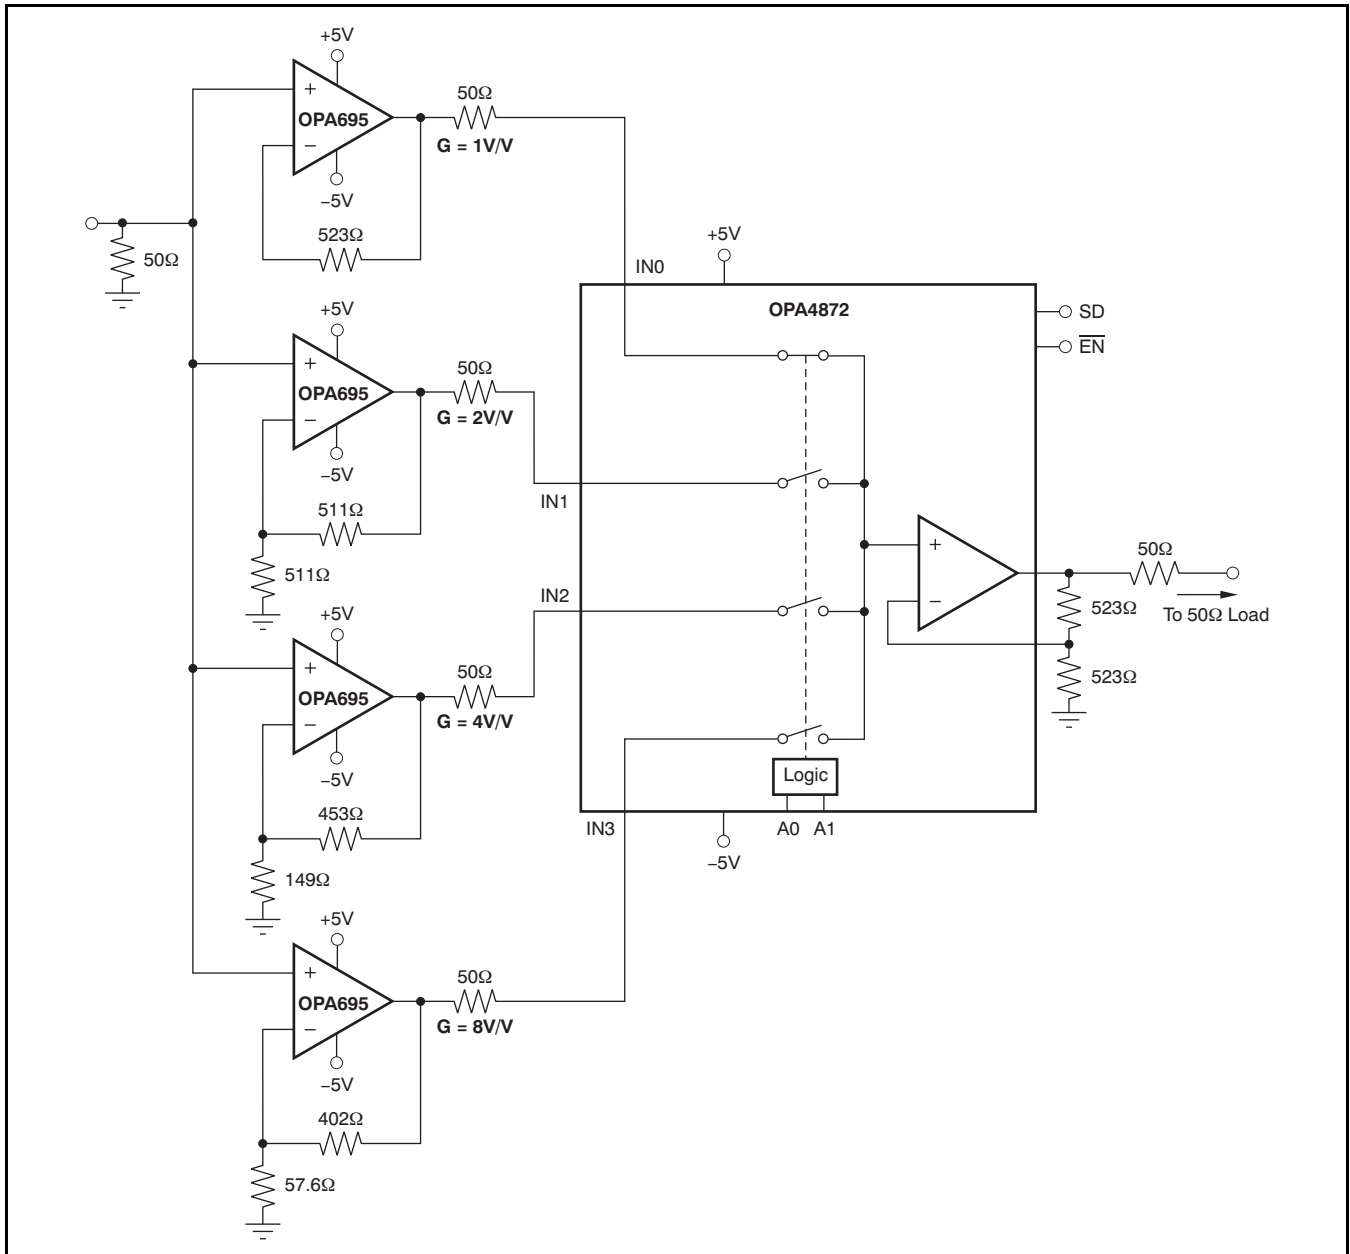 +5V
+
OPA695
−
−5V
523Ω
50Ω
G = 1V/V
50Ω
+5V
+
OPA695
−
−5V
511Ω
511Ω
50Ω
G = 2V/V
+5V
+
OPA695
−
−5V
453Ω
149Ω
50Ω
G = 4V/V
+5V
+
OPA695
−
−5V
402Ω
57.6Ω
50Ω
G = 8V/V
IN0
IN1
IN2
IN3
+5V
OPA4872
SD
EN
+
−
Logic
A0 A1
−5V
50Ω
To 50Ω Load
523Ω
523Ω